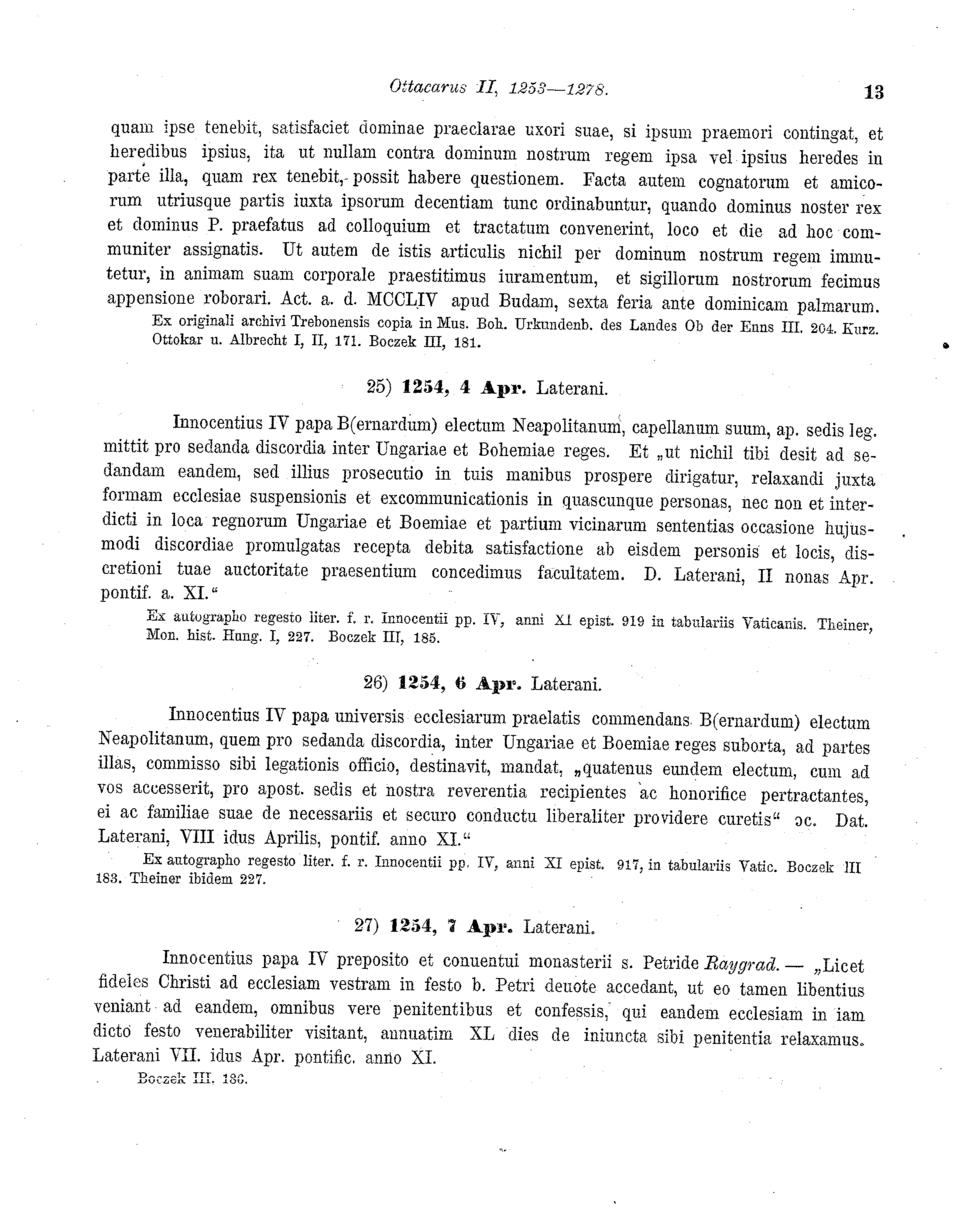 Ottacarus II, 1253—1278.
13
quam ipse tenebit, satisfaciet dominae praeclarae uxori suae, si ipsum praemori contingat, et
heredibus ipsius, ita ut nullam contra dominum nostrum regem ipsa vel ipsius heredes in
parte illa, quam rex tenebit, possit habere questionem. Facta autem cognatorum et amico-
rum utriusque partis iuxta ipsorum decentiam tunc ordinabuntur, quando dominus noster rex
et dominus P. praefatus ad colloquium et tractatum convenerint, loco et die ad hoc com-
muniter assignatis. Ut autem de istis articulis nichil per dominum nostrum regem immu-
tetur, in animam suam corporale praestitimus iuramentum, et sigillorum nostrorum fecimus
appensione roborari. Act. a. d. MCCLIV apud Budam, sexta feria ante dominicam palmarum.
Ex originali archivi Trebonensis copia in Mus. Boh. Urkundenb. des Landes Ob der Enns III. 204. Kurz.
Ottokar u. Albrecht I, II, 171. Boczek III, 181.
25) 1254, 4 Apr. Laterani.
Innocentius IV papa B(ernardum) electum Neapolitanum, capellanum suum, ap. sedis leg.
mittit pro sedanda discordia inter Ungariae et Bohemiae reges. Et „ut nichil tibi desit ad se-
dandam eandem, sed illius prosecutio in tuis manibus prospere dirigatur, relaxandi juxta
formam ecclesiae suspensionis et excommunicationis in quascunque personas, nec non et inter-
dicti in loca regnorum Ungariae et Boemiae et partium vicinarum sententias occasione hujus-
modi discordiae promulgatas recepta debita satisfactione ab eisdem personis et locis, dis-
cretioni tuae auctoritate praesentium concedimus facultatem. D. Laterani, II nonas Apr.
pontif. a. XI.“
Ex autographo regesto liter. f. r. Innocentii pp. IV, anni XI epist. 919 in tabulariis Vaticanis. Theiner,
Mon. hist. Hung. I, 227. Boczek III, 185.
26) 1254, 6 Apr. Laterani.
Innocentius IV papa universis ecclesiarum praelatis commendans B(ernardum) electum
Neapolitanum, quem pro sedanda discordia, inter Ungariae et Boemiae reges suborta, ad partes
illas, commisso sibi legationis officio, destinavit, mandat, „quatenus eundem electum, cum ad
vos accesserit, pro apost. sedis et nostra reverentia recipientes ac honorifice pertractantes,
ei ac familiae suae de necessariis et securo conductu liberaliter providere curetis“ ɔc. Dat.
Laterani, VIII idus Aprilis, pontif. anno XI.“
Ex autographo regesto liter. f. r. Innocentii pp. IV, anni XI epist. 917, in tabulariis Vatic. Boczek III
183. Theiner ibidem 227.
27) 1254, 7 Apr. Laterani.
Innocentius papa IV preposito et conuentui monasterii s. Petride Raygrad. — „Licet
fideles Christi ad ecclesiam vestram in festo b. Petri deuote accedant, ut eo tamen libentius
veniant ad eandem, omnibus vere penitentibus et confessis, qui eandem ecclesiam in iam
dicto festo venerabiliter visitant, annuatim XL dies de iniuncta sibi penitentia relaxamus.
Laterani VII. idus Apr. pontific. anno XI.
Boczek III. 186.